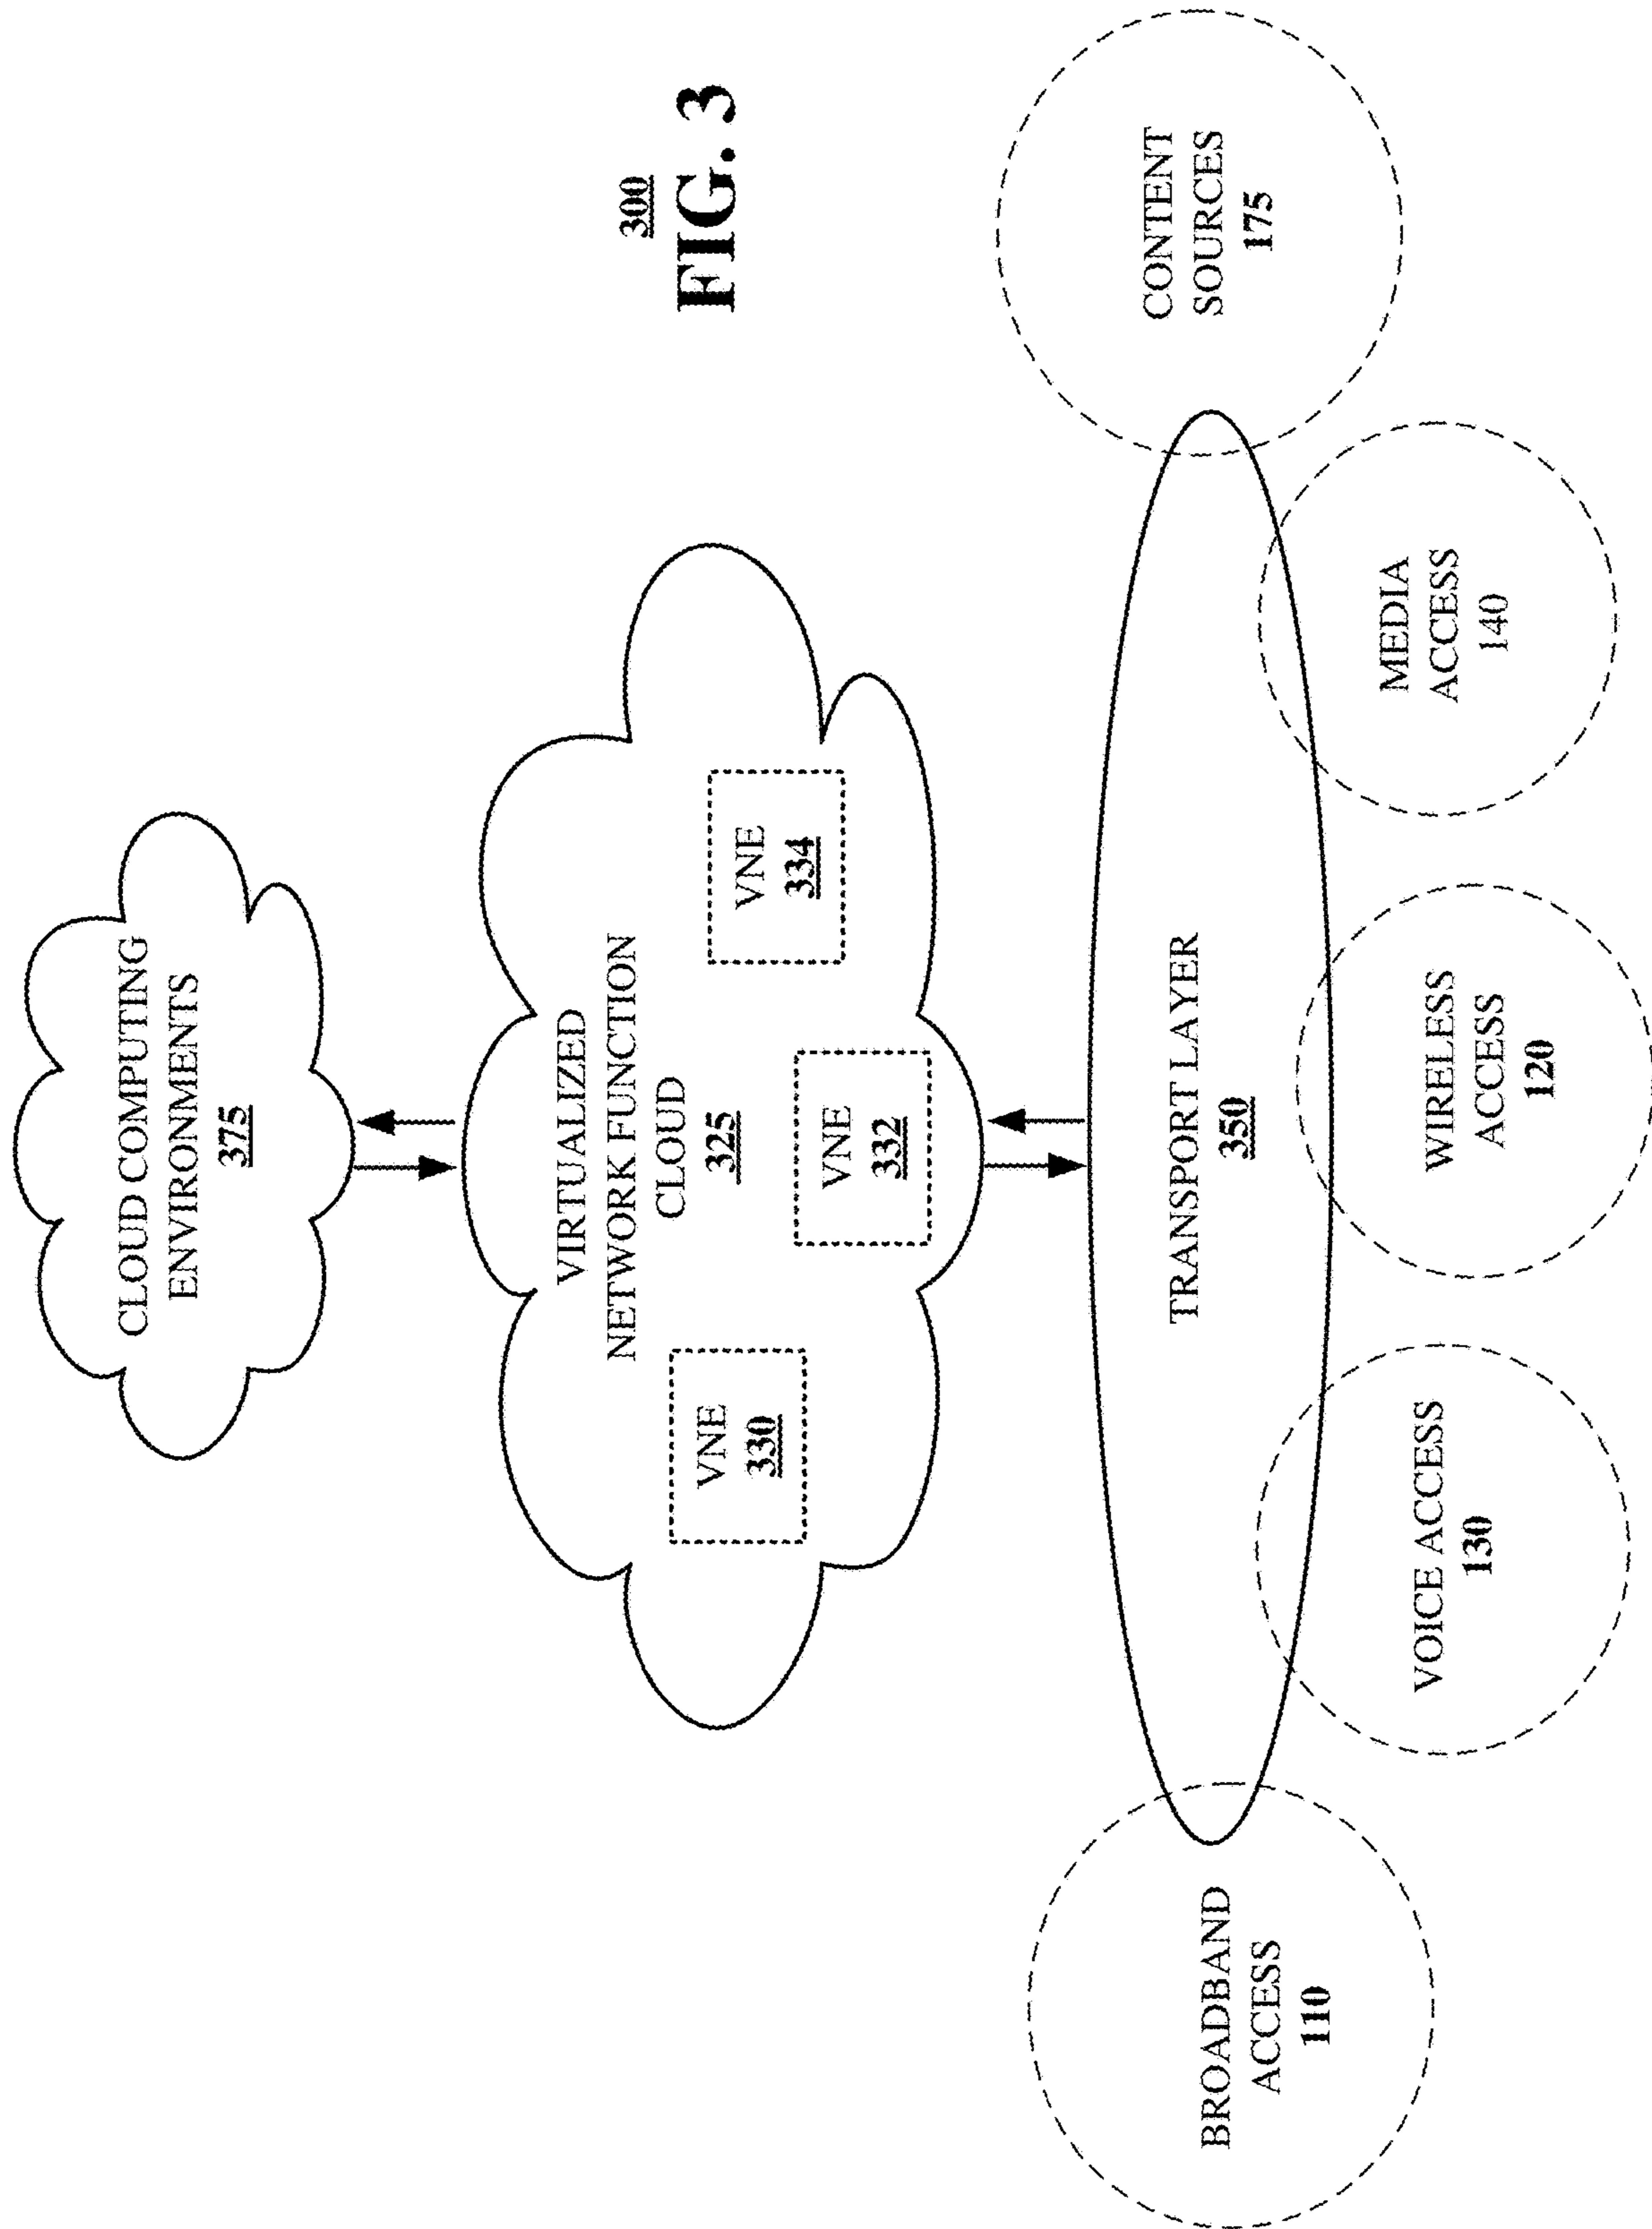 CLOUD COMPUTING
ENVIRONMENTS
375
VIRTUALIZED
NETWORK FUNCTION
CLOUD
325
VNE
330
VNE
332
VNE
334
300
FIG. 3
TRANSPORT LAYER
350
BROADBAND
ACCESS
110
VOICE ACCESS
130
WIRELESS
ACCESS
120
MEDIA
ACCESS
140
CONTENT
SOURCES
175